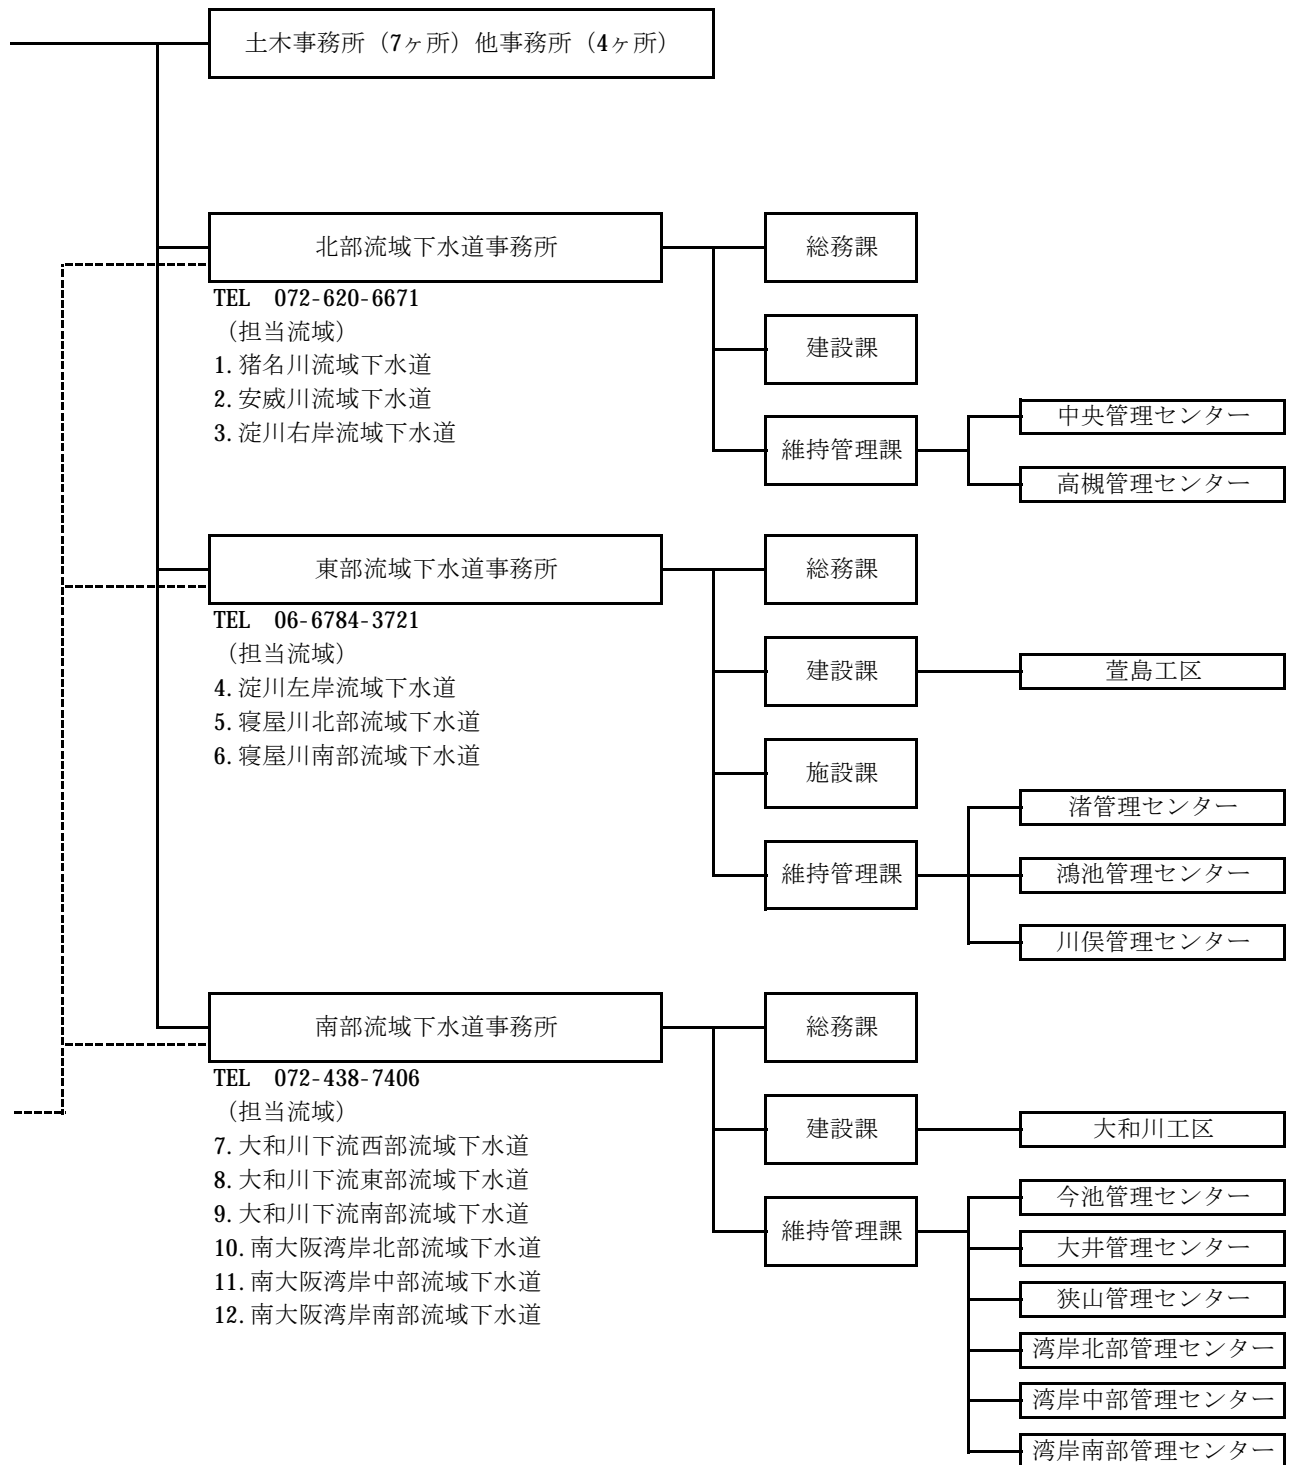 土木事務所（7ヶ所）他事務所（4ヶ所）
北部流域下水道事務所
TEL 072-620-6671
（担当流域）
1. 猪名川流域下水道
2. 安威川流域下水道
3. 淀川右岸流域下水道
総務課
建設課
維持管理課
中央管理センター
高槻管理センター
東部流域下水道事務所
TEL 06-6784-3721
（担当流域）
4. 淀川左岸流域下水道
5. 寝屋川北部流域下水道
6. 寝屋川南部流域下水道
総務課
建設課
萱島工区
施設課
維持管理課
渚管理センター
鴻池管理センター
川俣管理センター
南部流域下水道事務所
TEL 072-438-7406
（担当流域）
7. 大和川下流西部流域下水道
8. 大和川下流東部流域下水道
9. 大和川下流南部流域下水道
10. 南大阪湾岸北部流域下水道
11. 南大阪湾岸中部流域下水道
12. 南大阪湾岸南部流域下水道
総務課
建設課
大和川工区
維持管理課
今池管理センター
大井管理センター
狭山管理センター
湾岸北部管理センター
湾岸中部管理センター
湾岸南部管理センター